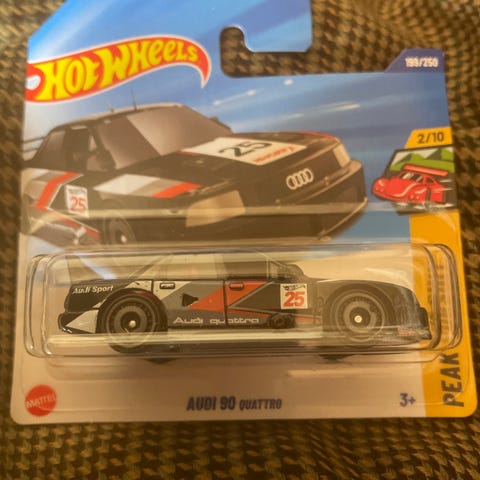 HOT WHEELS
199/250
2/10
25
25
Audi Sport
25
Audi quattro
MATTEL
AUDI 90 QUATTRO
3+
PEAK